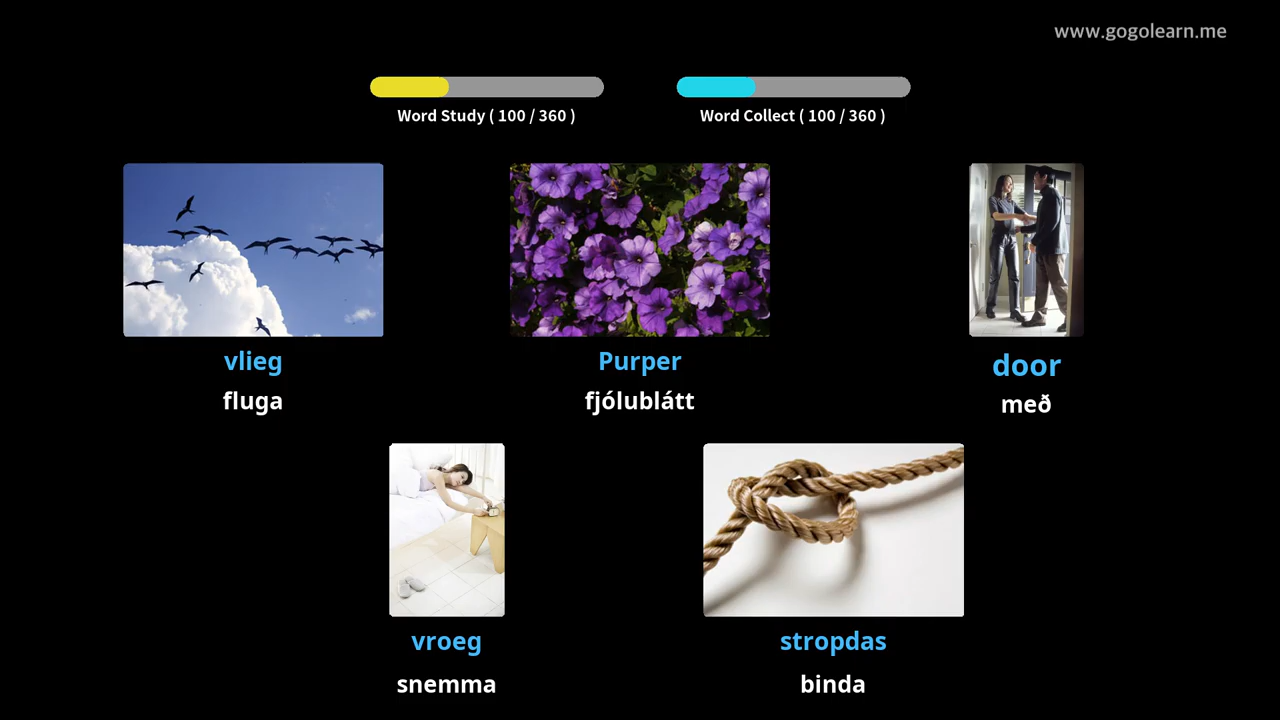 www.gogolearn.me
Word Study ( 100 / 360 )
Word Collect ( 100 / 360 )
vlieg
fluga
Purper
fjólublátt
door
með
vroeg
snemma
stropdas
binda